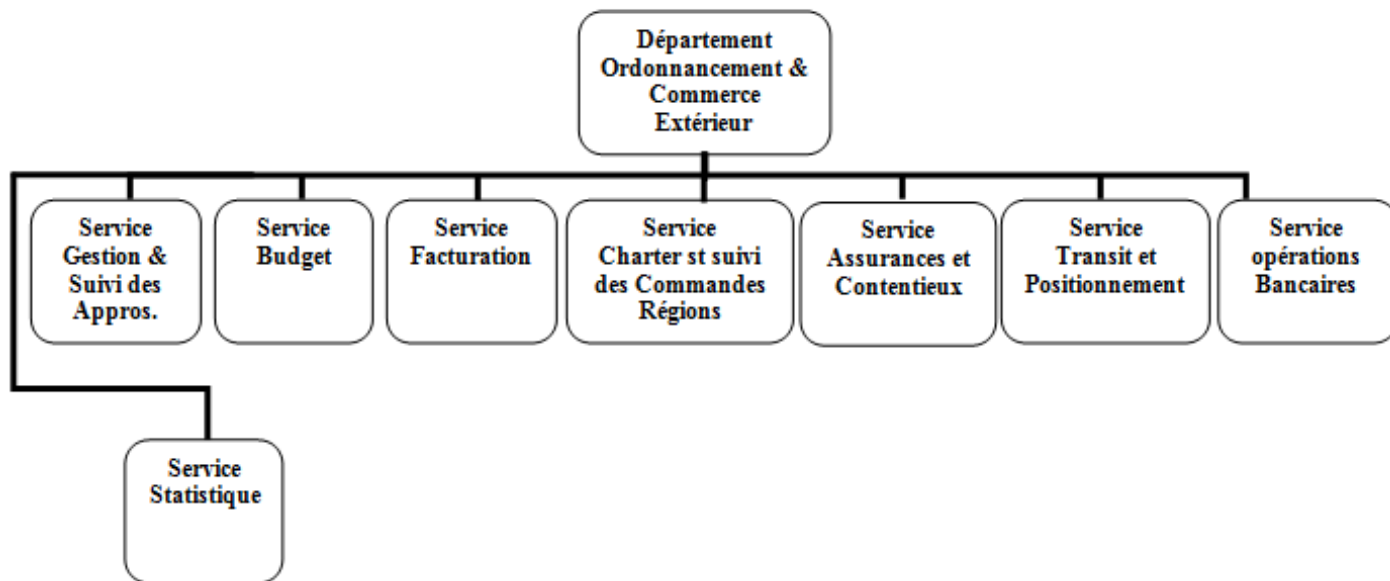 Département
Ordonnancement &
Commerce
Extérieur
Service
Gestion &
Suivi des
Appros.
Service
Budget
Service
Facturation
Service
Charter st suivi
des Commandes
Régions
Service
Assurances et
Contentieux
Service
Transit et
Positionnement
Service
opérations
Bancaires
Service
Statistique